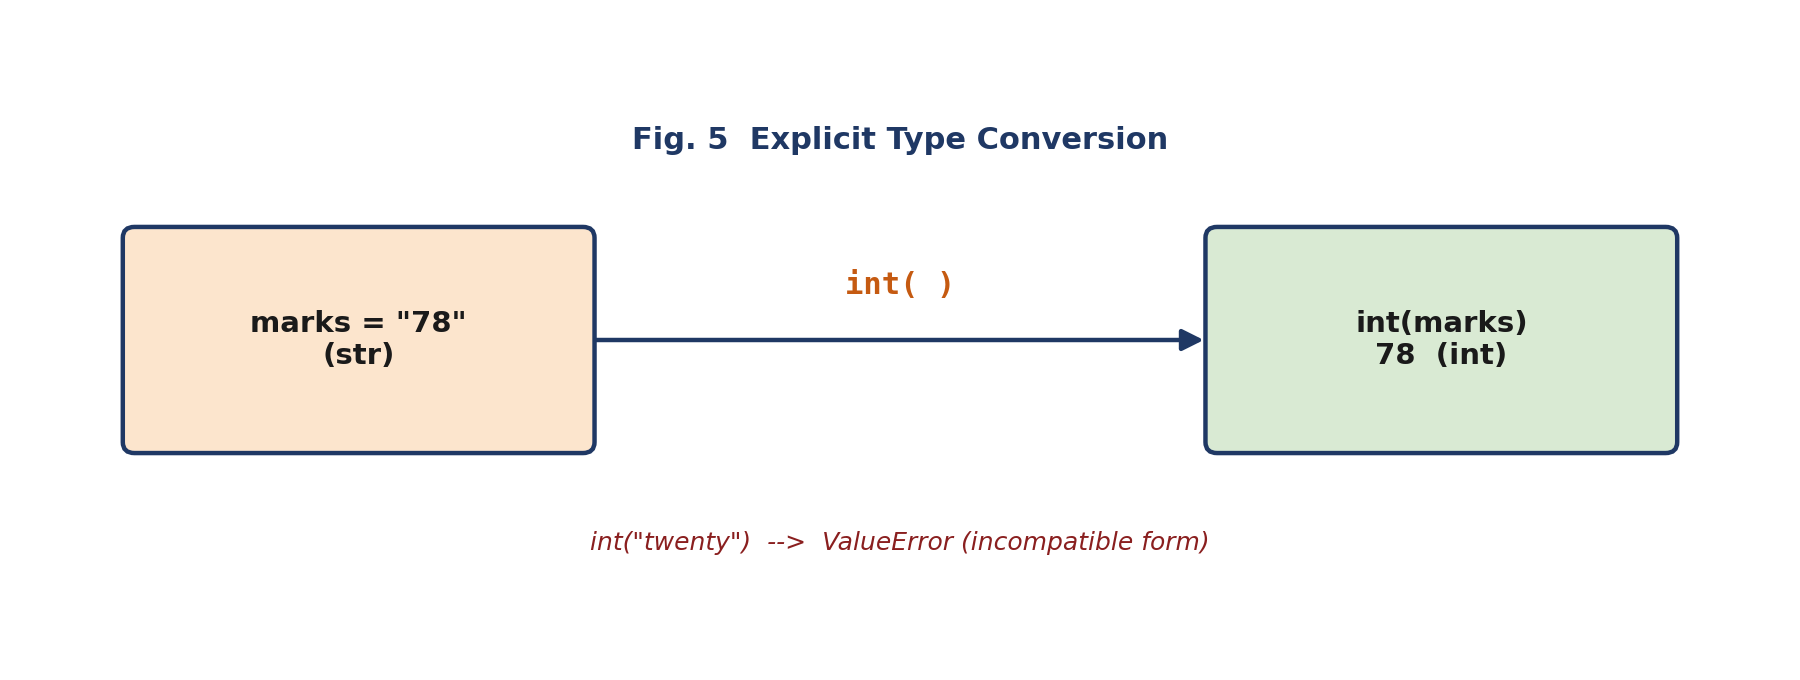 Fig. 5  Explicit Type Conversion
int( )
marks = "78"
(str)
int(marks)
78  (int)
int("twenty")  -->  ValueError (incompatible form)